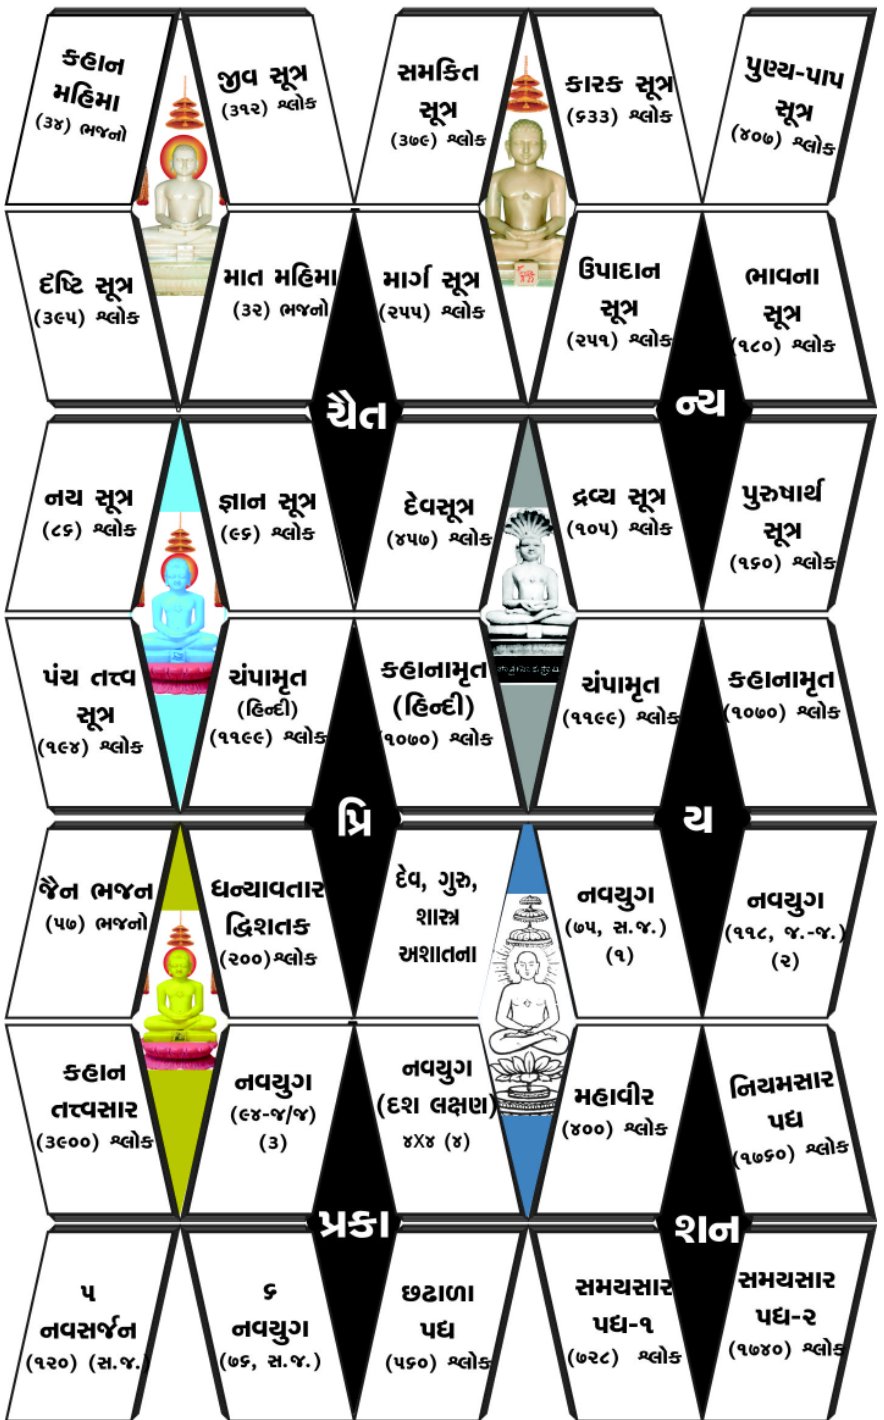 કહાન
મહિમા
(૩૪) ભજનો
જીવ સૂત્ર
(૩૧૨) શ્લોક
સમકિત
સૂત્ર
(૩૭૯) શ્લોક
કારક સૂત્ર
(૬૩૩) શ્લોક
પુણ્ય-પાપ
સૂત્ર
(૪૦૭) શ્લોક
દૅષ્ટિ સૂત્ર
(૩૯૫) શ્લોક
માત મહિમા
(૩૨) ભજનો
માર્ગ સૂત્ર
(૨૫૫) શ્લોક
ઉપાદાન
સૂત્ર
(૨૫૧) શ્લોક
ભાવના
સૂત્ર
(૧૮૦) શ્લોક
ચૈત
ન્ય
નય સૂત્ર
(૮૬) શ્લોક
જ્ઞાન સૂત્ર
(૯૬) શ્લોક
દેવસૂત્ર
(૪૫૭) શ્લોક
દ્રવ્ય સૂત્ર
(૧૦૫) શ્લોક
પુરુષાર્થ
સૂત્ર
(૧૬૦) શ્લોક
પંચ તત્ત્વ
સૂત્ર
(૧૯૪) શ્લોક
ચંપામૃત
(હિન્દી)
(૧૧૯૯) શ્લોક
કહાનામૃત
(હિન્દી)
(૧૦૭૦) શ્લોક
ચંપામૃત
(૧૧૯૯) શ્લોક
કહાનામૃત
(૧૦૭૦) શ્લોક
પ્રિ
ય
જૈન ભજન
(૫૭) ભજનો
ધન્યાવતાર
દ્વિશતક
(૨૦૦)શ્લોક
દેવ, ગુરુ,
શાસ્ત્ર
અશાતના
નવયુગ
(૭૫, સ.જ.)
(૧)
નવયુગ
(૧૧૮, જ.-જ.)
(૨)
કહાન
તત્ત્વસાર
(૩૯૦૦) શ્લોક
નવયુગ
(૯૪-જ/જ)
(૩)
નવયુગ
(દશ લક્ષણ)
૪X૪ (૪)
મહાવીર
(૪૦૦) શ્લોક
નિયમસાર
પદ્ય
(૧૭૬૦) શ્લોક
પ્રકા
શન
૫
નવસર્જન
(૧૨૦) (સ.જ.)
૬
નવયુગ
(૭૬, સ.જ.)
છઢાળા
પદ્ય
(૫૬૦) શ્લોક
સમયસાર
પદ્ય-૧
(૭૨૮) શ્લોક
સમયસાર
પદ્ય-૨
(૧૭૪૦) શ્લોક